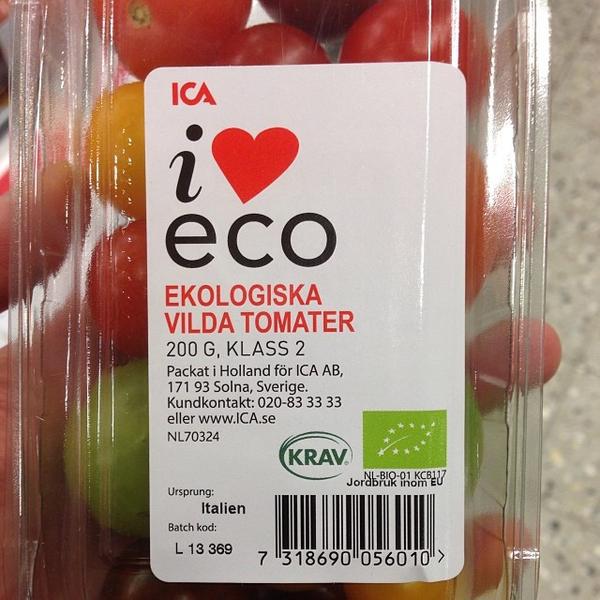 ICA
i
eco
EKOLOGISKA
VILDA TOMATER
200 G, KLASS 2
Packat i Holland för ICA AB,
171 93 Solna, Sverige.
Kundkontakt: 020-83 33 33
eller www.ICA.se
NL70324
KRAV
NL-BIO-01 KCB117
Jordbruk inom EU
Ursprung:
Italien
Batch kod:
L 13 369
7 318690 056010 >